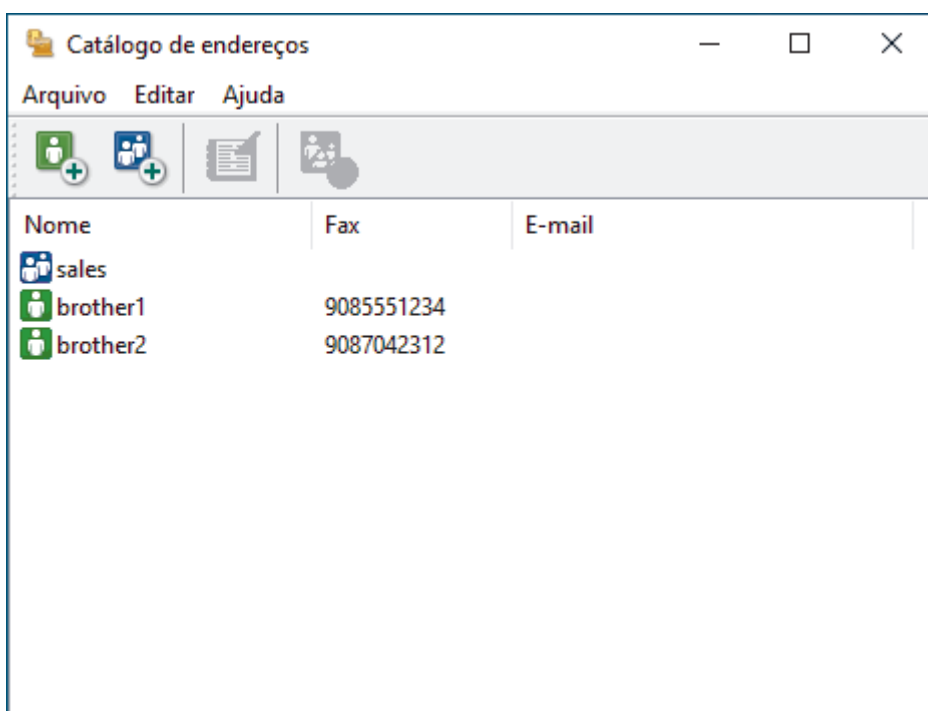 Catálogo de endereços
Arquivo Editar Ajuda
Nome Fax E-mail
sales
brother1 9085551234
brother2 9087042312